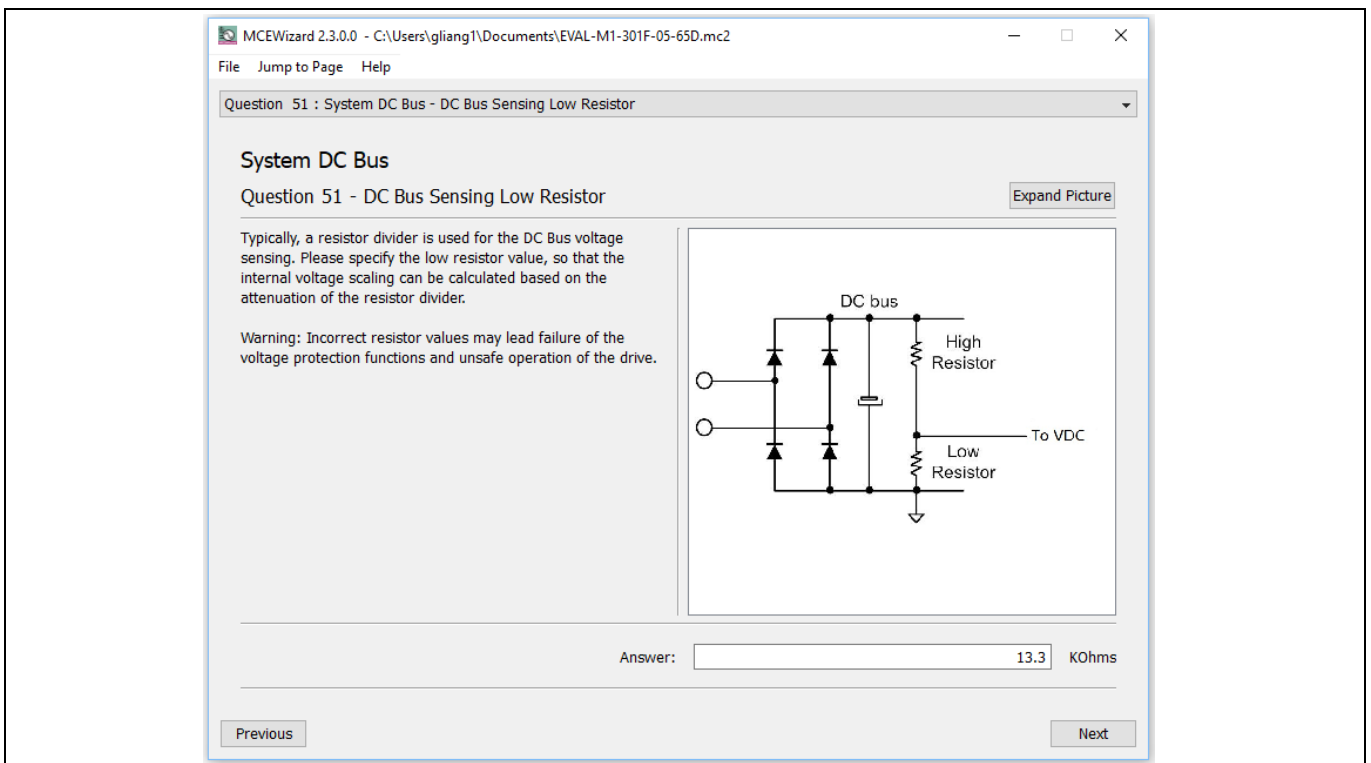 MCEWizard 2.3.0.0 - C:\Users\gliang1\Documents\EVAL-M1-301F-05-65D.mc2
File Jump to Page Help
Question 51 : System DC Bus - DC Bus Sensing Low Resistor
System DC Bus
Question 51 - DC Bus Sensing Low Resistor
Expand Picture
Typically, a resistor divider is used for the DC Bus voltage
sensing. Please specify the low resistor value, so that the
internal voltage scaling can be calculated based on the
attenuation of the resistor divider.
Warning: Incorrect resistor values may lead failure of the
voltage protection functions and unsafe operation of the drive.
DC bus
High
Resistor
To VDC
Low
Resistor
Answer:
13.3 KOhms
Previous
Next